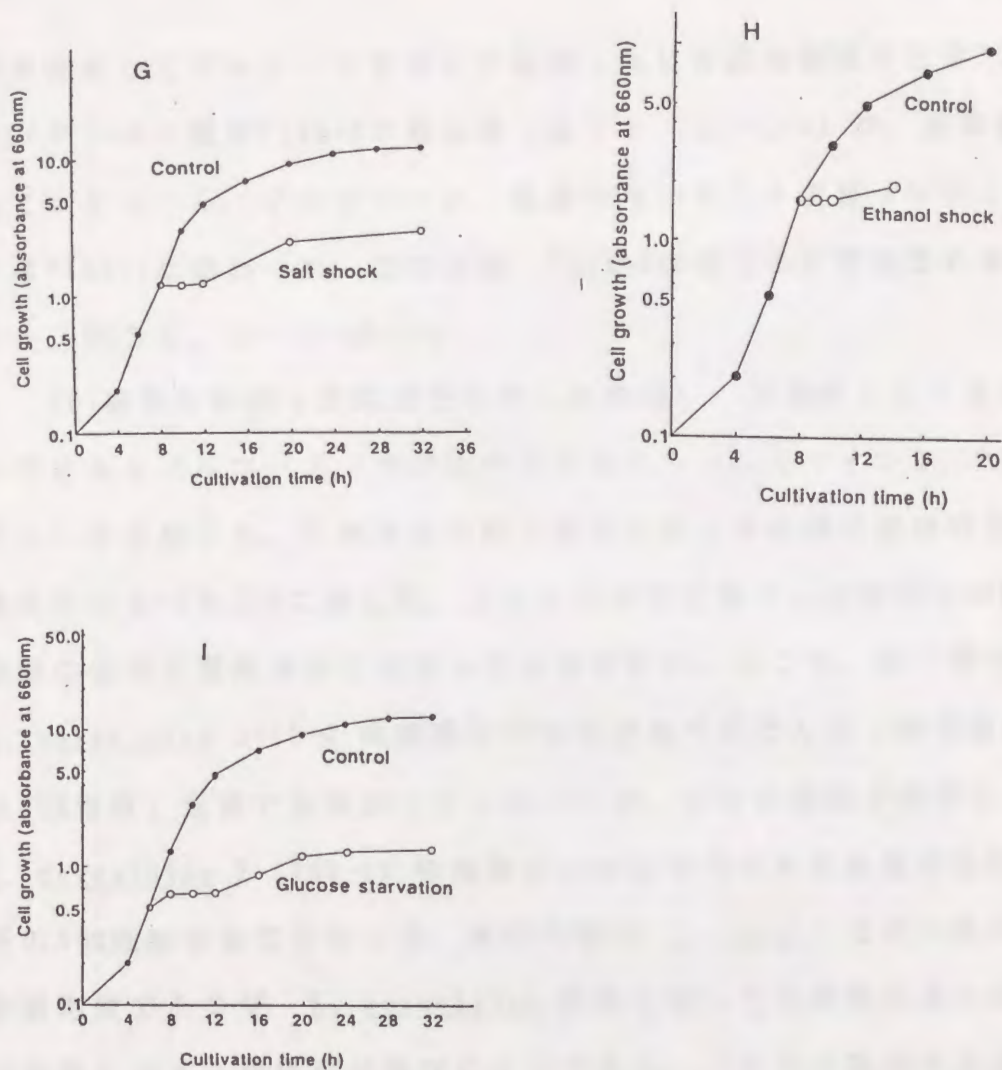 G
Cell growth (absorbance at 660nm)
10.0
5.0
1.0
0.5
0.1
Control
Salt shock
0 4 8 12 16 20 24 28 32 36
Cultivation time (h)
H
Cell growth (absorbance at 660nm)
5.0
1.0
0.5
0.1
Control
Ethanol shock
0 4 8 12 16 20
Cultivation time (h)
I
Cell growth (absorbance at 660nm)
50.0
10.0
5.0
1.0
0.5
0.1
Control
Glucose starvation
0 4 8 12 16 20 24 28 32
Cultivation time (h)